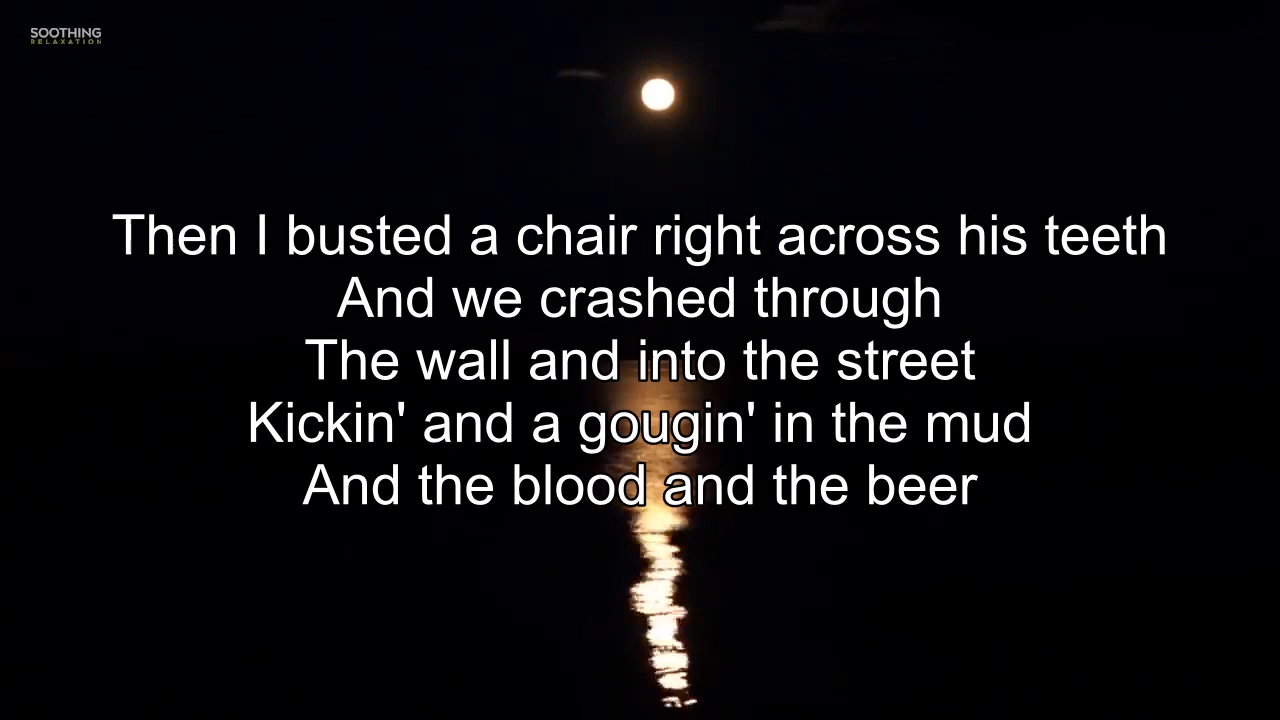 SOOTHING
RELAXATION
Then I busted a chair right across his teeth
And we crashed through
The wall and into the street
Kickin' and a gougin' in the mud
And the blood and the beer